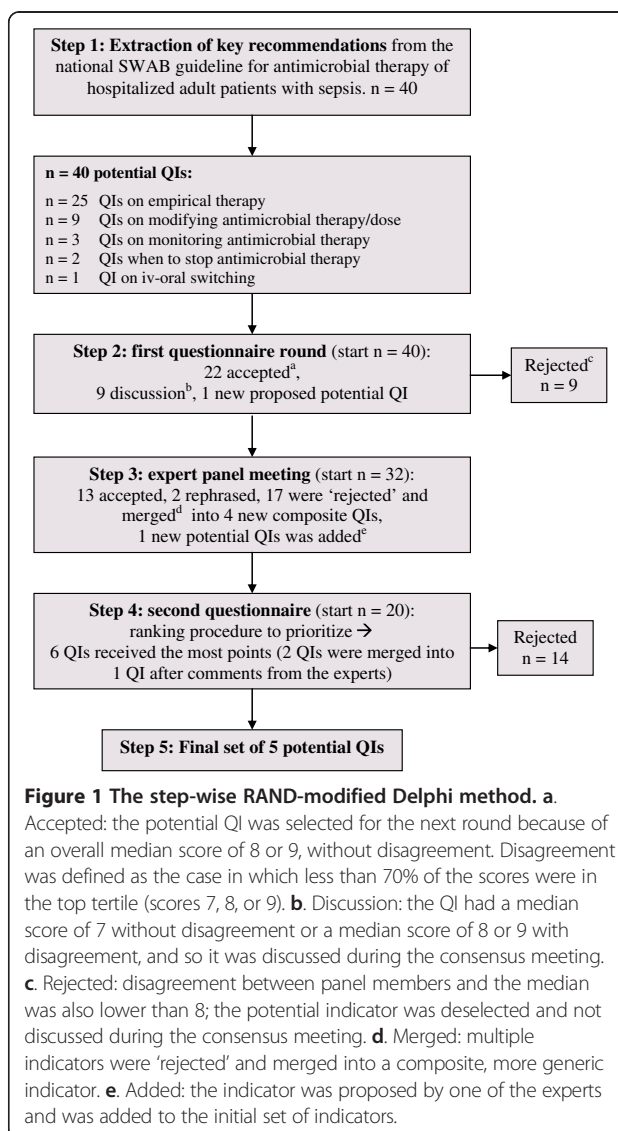 Step 1: Extraction of key recommendations from the
national SWAB guideline for antimicrobial therapy of
hospitalized adult patients with sepsis. n = 40
n = 40 potential QIs:
n = 25 QIs on empirical therapy
n = 9 QIs on modifying antimicrobial therapy/dose
n = 3 QIs on monitoring antimicrobial therapy
n = 2 QIs when to stop antimicrobial therapy
n = 1 QI on iv-oral switching
Step 2: first questionnaire round (start n = 40):
22 accepteda,
9 discussionb, 1 new proposed potential QI
Rejectedc
n = 9
Step 3: expert panel meeting (start n = 32):
13 accepted, 2 rephrased, 17 were ‘rejected’ and
mergedd into 4 new composite QIs,
1 new potential QIs was addede
Step 4: second questionnaire (start n = 20):
ranking procedure to prioritize →
6 QIs received the most points (2 QIs were merged into
1 QI after comments from the experts)
Rejected
n = 14
Step 5: Final set of 5 potential QIs
Figure 1 The step-wise RAND-modified Delphi method. a.
Accepted: the potential QI was selected for the next round because of
an overall median score of 8 or 9, without disagreement. Disagreement
was defined as the case in which less than 70% of the scores were in
the top tertile (scores 7, 8, or 9). b. Discussion: the QI had a median
score of 7 without disagreement or a median score of 8 or 9 with
disagreement, and so it was discussed during the consensus meeting.
c. Rejected: disagreement between panel members and the median
was also lower than 8; the potential indicator was deselected and not
discussed during the consensus meeting. d. Merged: multiple
indicators were ‘rejected’ and merged into a composite, more generic
indicator. e. Added: the indicator was proposed by one of the experts
and was added to the initial set of indicators.